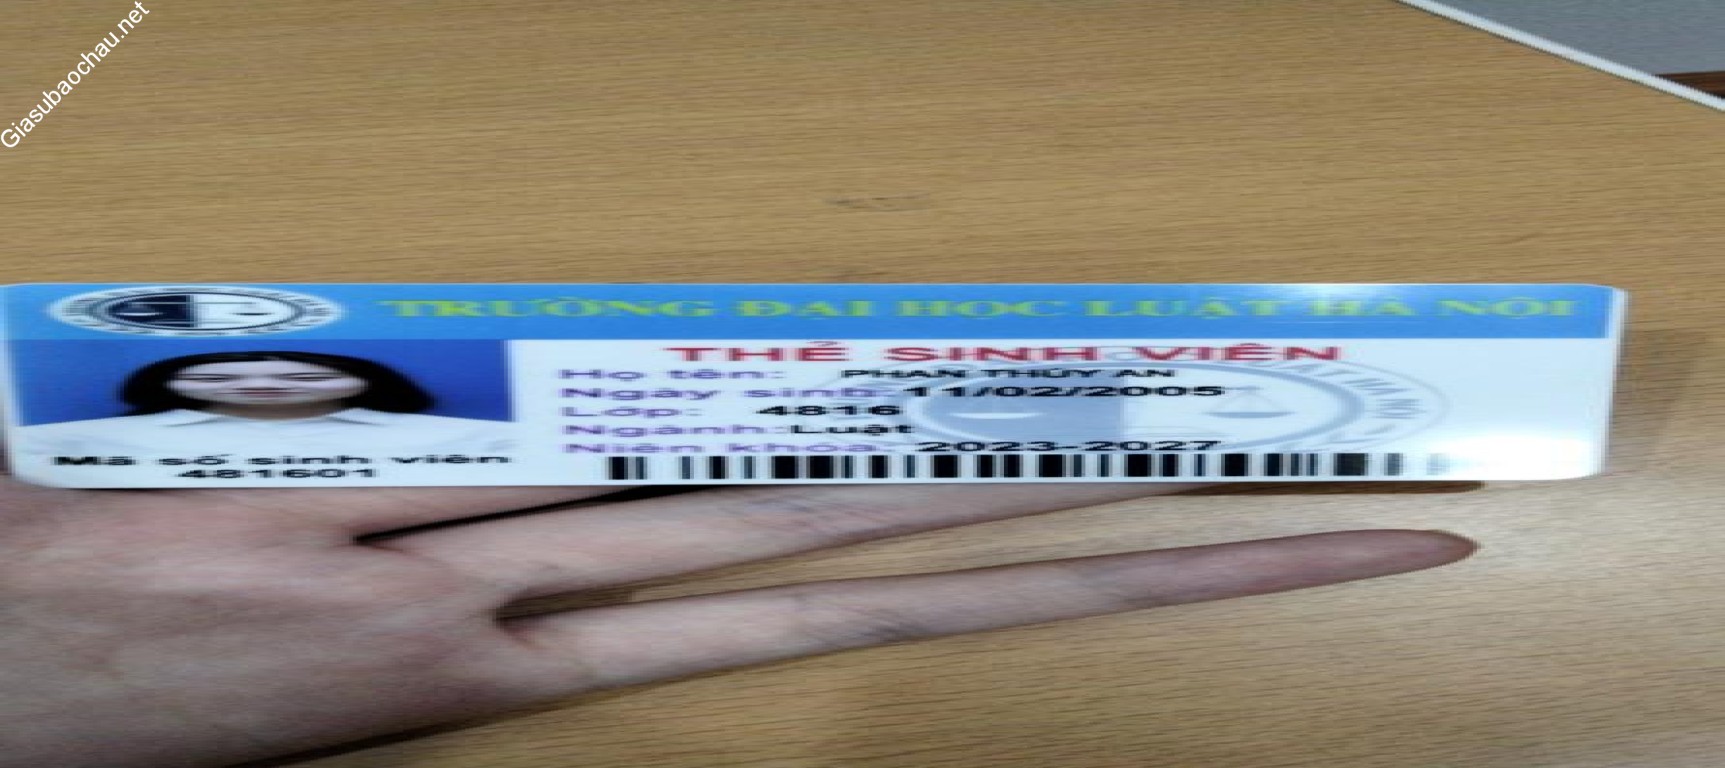 Giasubaochau.net
TRƯỜNG ĐẠI HỌC LUẬT HÀ NỘI
THẺ SINH VIÊN
Họ tên: PHAN THÚY AN
Ngày sinh: 11/02/2005
Lớp: 4816
Ngành: Luật
Niên khóa: 2023-2027
Mã số sinh viên
481601